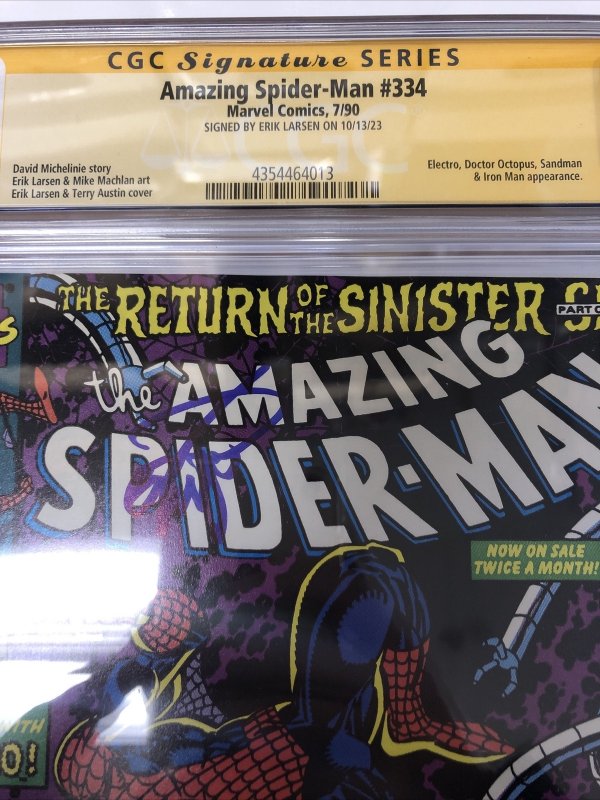 CGC Signature SERIES
Amazing Spider-Man #334
Marvel Comics, 7/90
SIGNED BY ERIK LARSEN ON 10/13/23
David Michelinie story
Erik Larsen & Mike Machlan art
Erik Larsen & Terry Austin cover
4354464013
Electro, Doctor Octopus, Sandman
& Iron Man appearance.
THE RETURN OF THE SINISTER
PART
the AMAZING
SPIDER-MAN
NOW ON SALE
TWICE A MONTH!